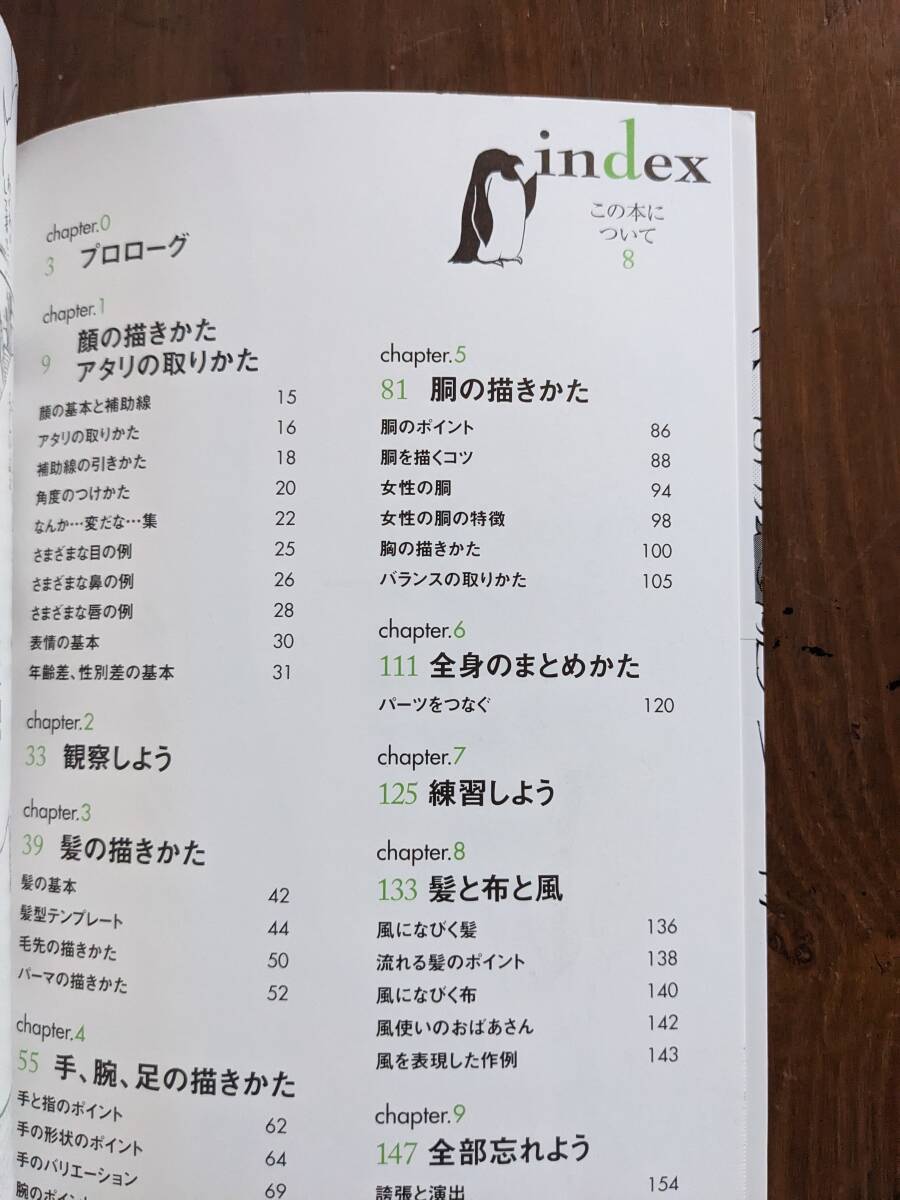 index
この本に
ついて
8
chapter.0
3 プロローグ
chapter.1
9 顔の描きかた
アタリの取りかた
顔の基本と補助線 15
アタリの取りかた 16
補助線の引きかた 18
角度のつけかた 20
なんか…変だな…集 22
さまざまな目の例 25
さまざまな鼻の例 26
さまざまな唇の例 28
表情の基本 30
年齢差、性別差の基本 31
chapter.2
33 観察しよう
chapter.3
39 髪の描きかた
髪の基本 42
髪型テンプレート 44
毛先の描きかた 50
パーマの描きかた 52
chapter.4
55 手、腕、足の描きかた
手と指のポイント 62
手の形状のポイント 64
手のバリエーション 69
腕のポイント
chapter.5
81 胴の描きかた
胴のポイント 86
胴を描くコツ 88
女性の胴 94
女性の胴の特徴 98
胸の描きかた 100
バランスの取りかた 105
chapter.6
111 全身のまとめかた
パーツをつなぐ 120
chapter.7
125 練習しよう
chapter.8
133 髪と布と風
風になびく髪 136
流れる髪のポイント 138
風になびく布 140
風使いのおばあさん 142
風を表現した作例 143
chapter.9
147 全部忘れよう
誇張と演出 154